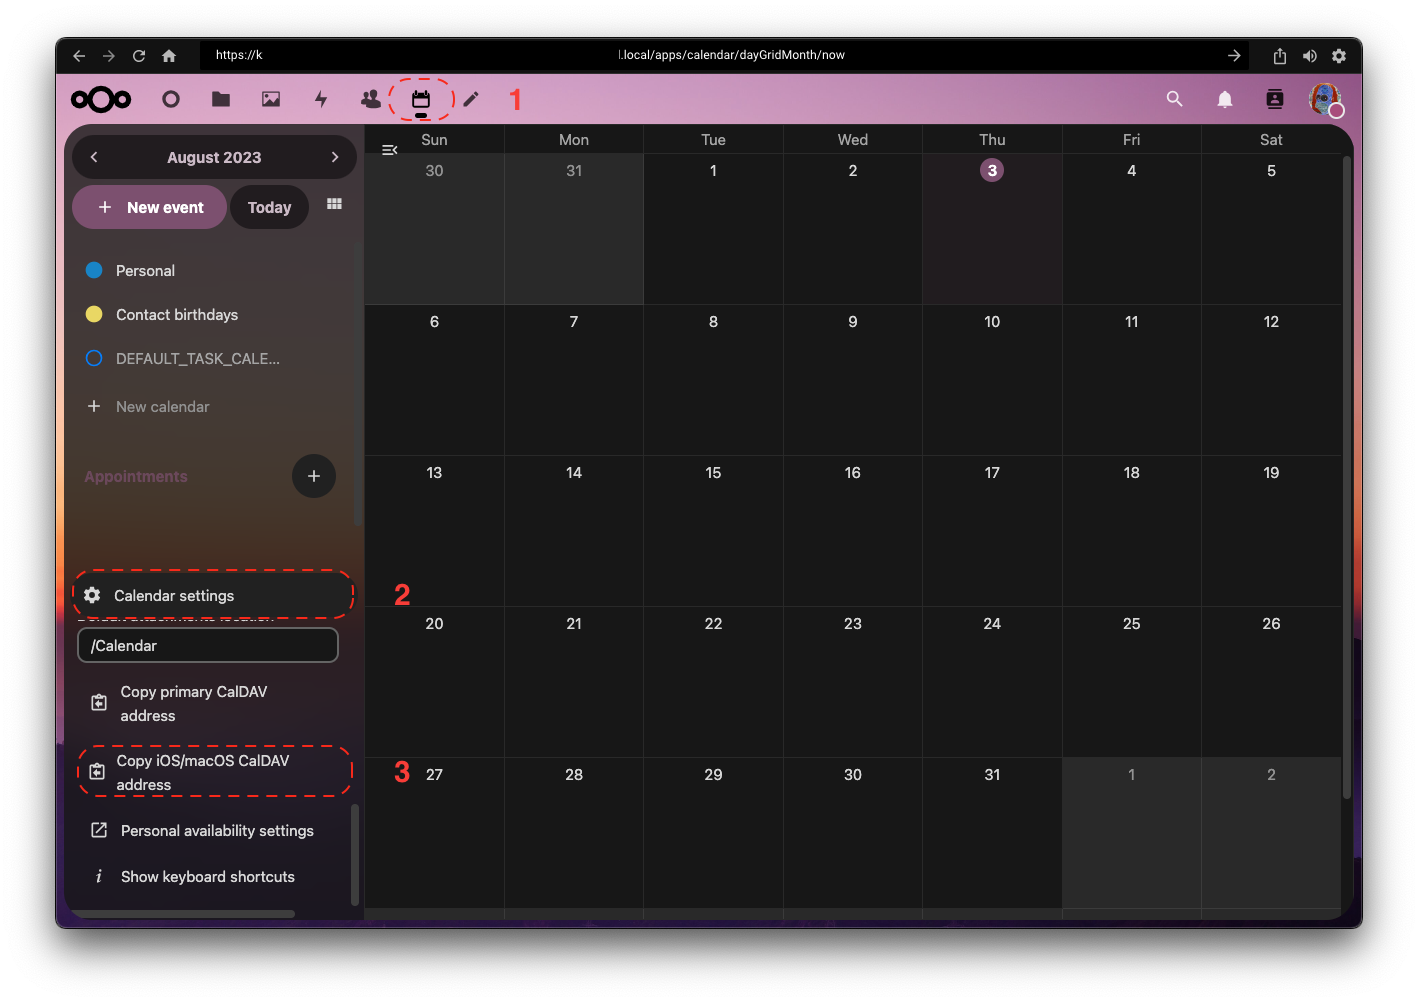 https://k l.local/apps/calendar/dayGridMonth/now
1
August 2023
New event Today
Personal
Contact birthdays
DEFAULT_TASK_CALE...
New calendar
Appointments
Calendar settings
2
/Calendar
Copy primary CalDAV
address
Copy iOS/macOS CalDAV
address
3
Personal availability settings
i Show keyboard shortcuts
Sun Mon Tue Wed Thu Fri Sat
30 31 1 2 3 4 5
6 7 8 9 10 11 12
13 14 15 16 17 18 19
20 21 22 23 24 25 26
27 28 29 30 31 1 2